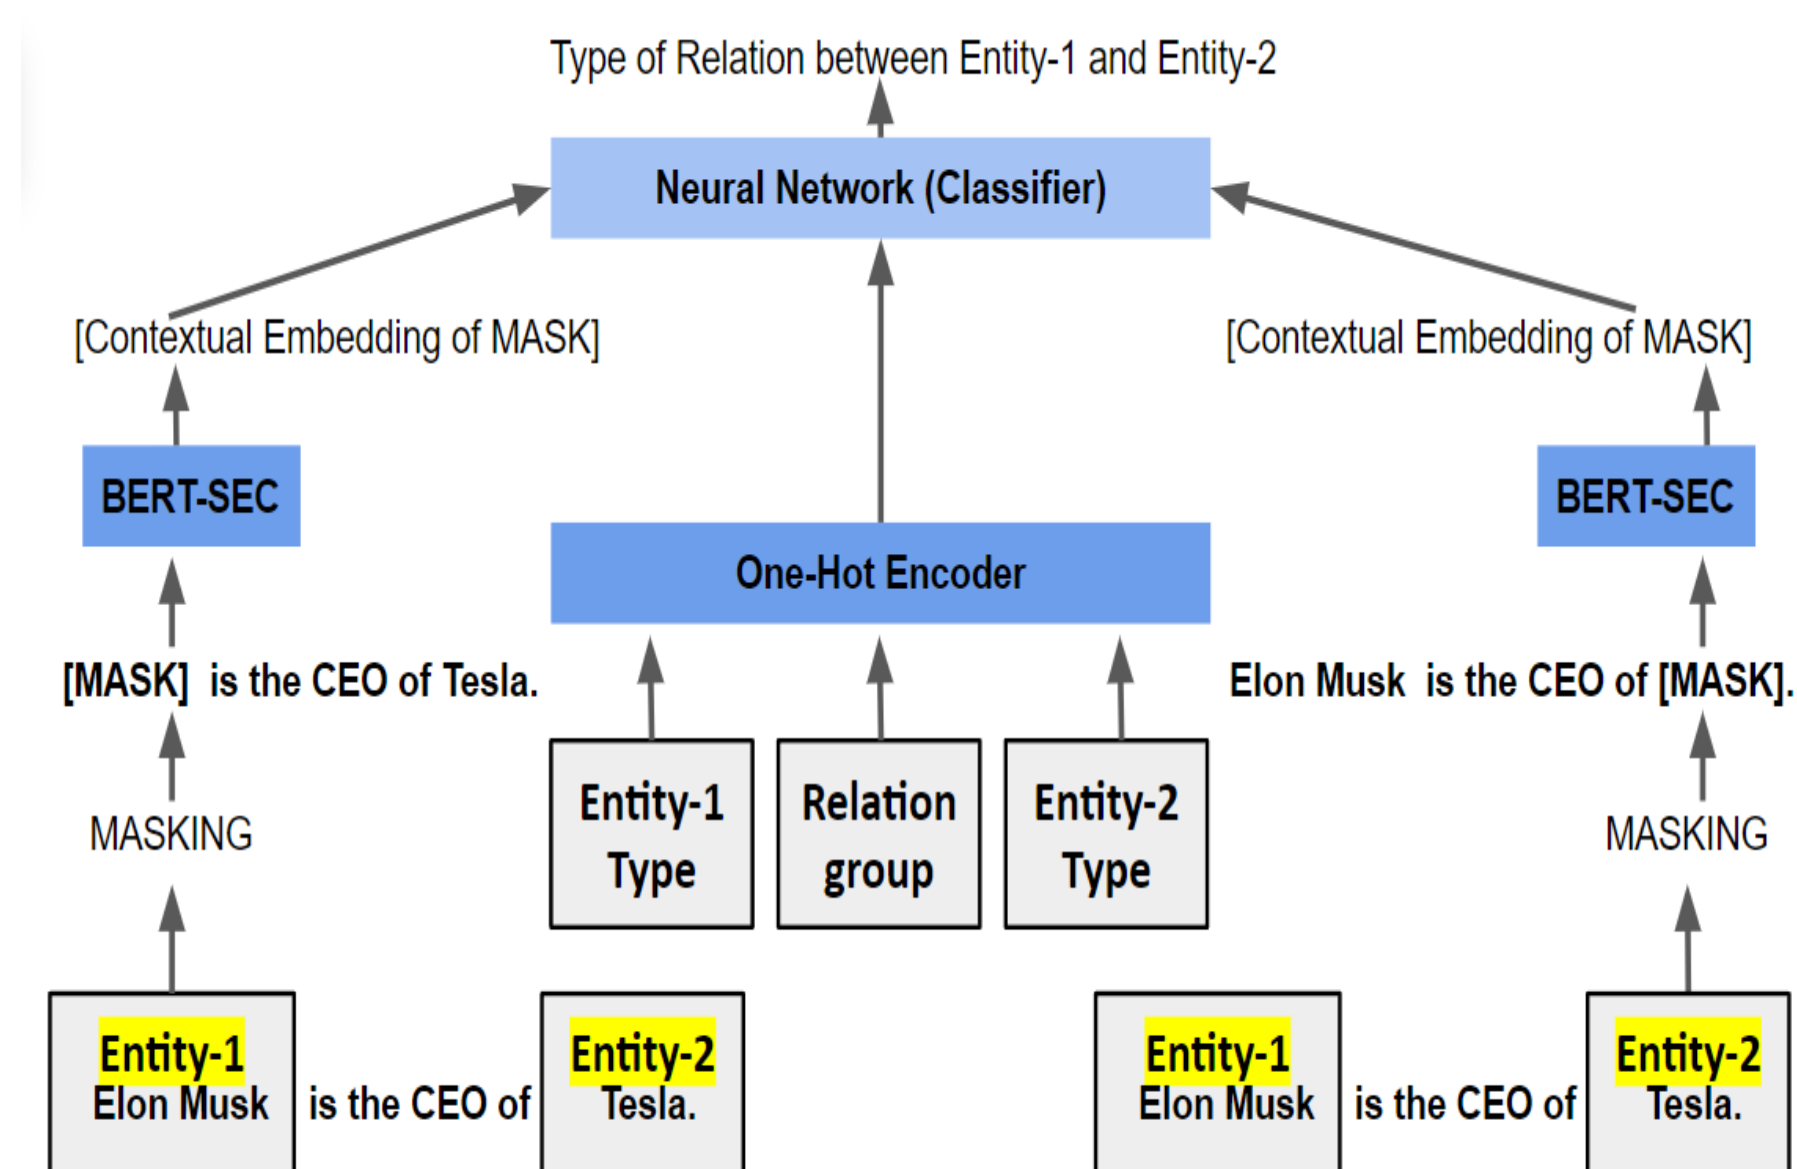 Type of Relation between Entity-1 and Entity-2
Neural Network (Classifier)
[Contextual Embedding of MASK]
[Contextual Embedding of MASK]
BERT-SEC
BERT-SEC
One-Hot Encoder
[MASK] is the CEO of Tesla.
Elon Musk is the CEO of [MASK].
Entity-1
Type
Relation
group
Entity-2
Type
MASKING
MASKING
Entity-1
Elon Musk is the CEO of
Entity-2
Tesla.
Entity-1
Elon Musk is the CEO of
Entity-2
Tesla.